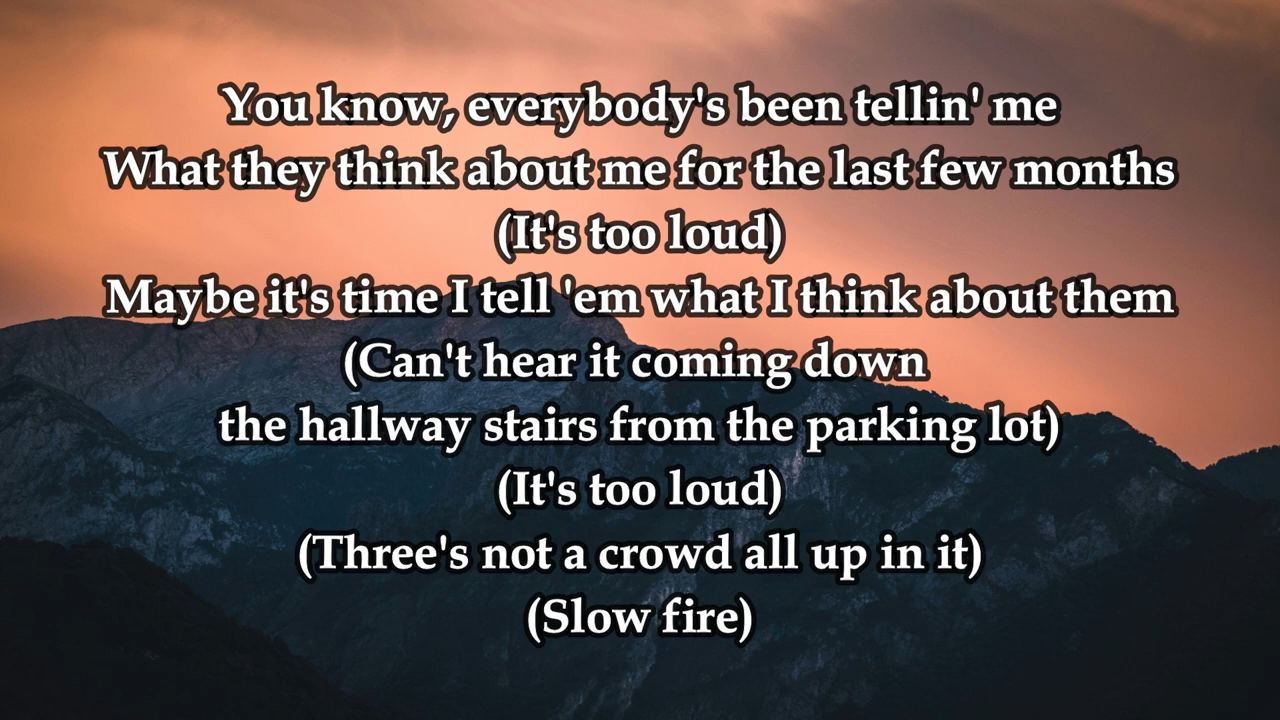 You know, everybody's been tellin' me
What they think about me for the last few months
(It's too loud)
Maybe it's time I tell 'em what I think about them
(Can't hear it coming down
the hallway stairs from the parking lot)
(It's too loud)
(Three's not a crowd all up in it)
(Slow fire)